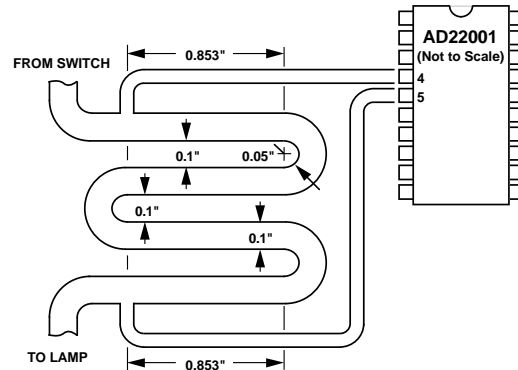 AD22001
(Not to Scale)
0.853"
FROM SWITCH
4
5
0.1"
0.05"
0.1"
0.1"
TO LAMP
0.853"